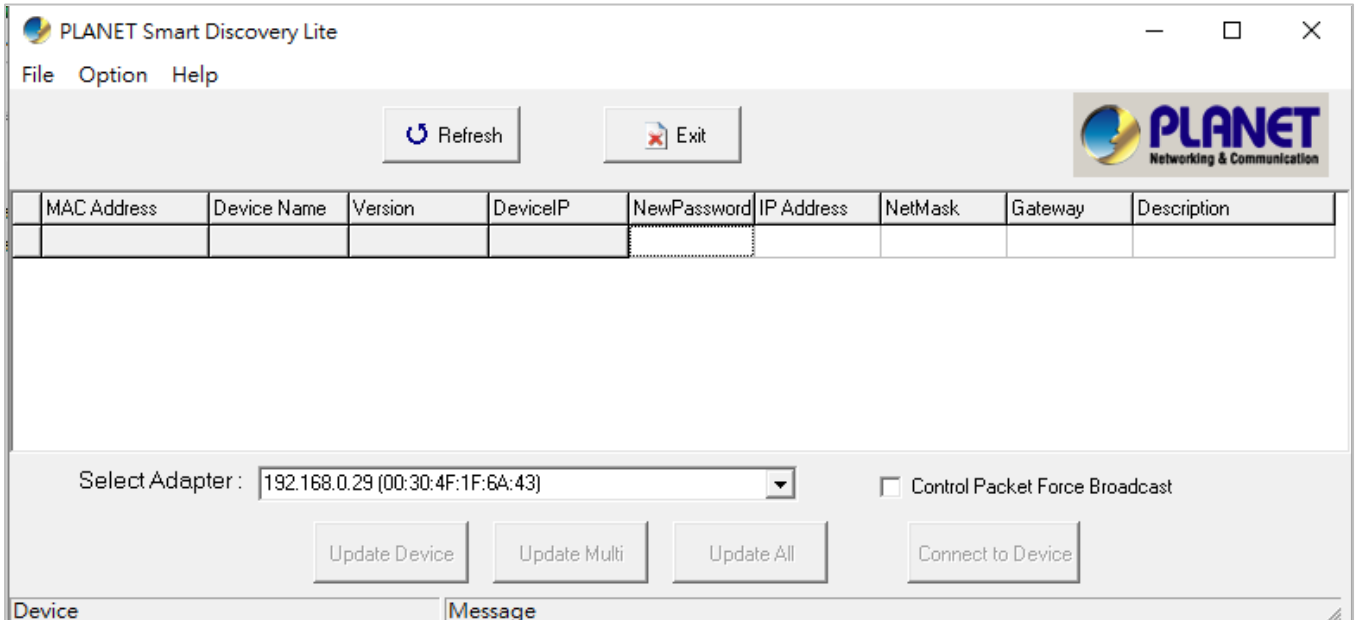 PLANET Smart Discovery Lite
File Option Help
Refresh Exit
PLANET
Networking & Communication
MAC Address Device Name Version DeviceIP NewPassword IP Address NetMask Gateway Description
Select Adapter : 192.168.0.29 (00:30:4F:1F:6A:43) Control Packet Force Broadcast
Update Device Update Multi Update All Connect to Device
Device Message